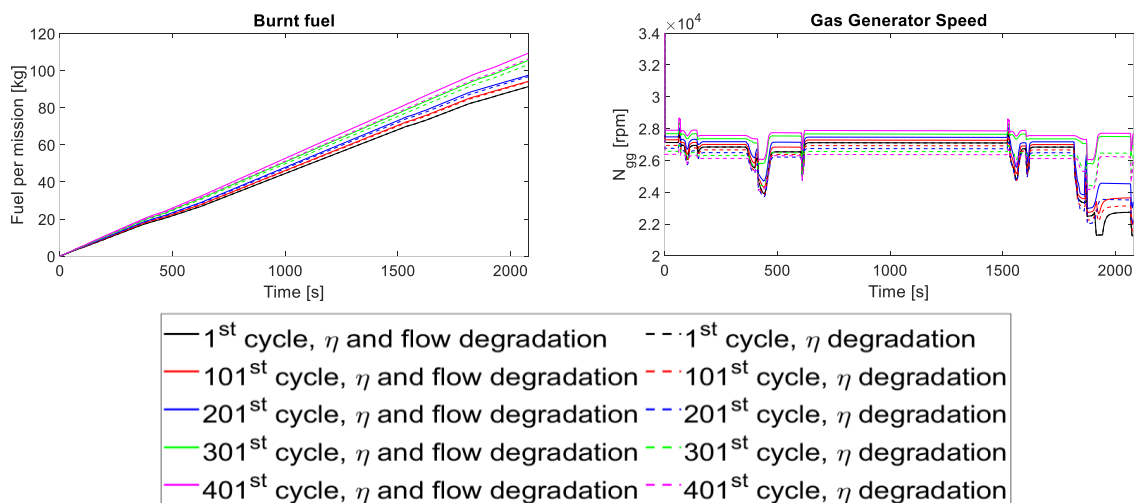 Burnt fuel
Fuel per mission [kg]
120
100
80
60
40
20
0
0 500 1000 1500 2000
Time [s]
Gas Generator Speed
×10⁴
N_gg [rpm]
3.4
3.2
3
2.8
2.6
2.4
2.2
2
0 500 1000 1500 2000
Time [s]
1st cycle, η and flow degradation
101st cycle, η and flow degradation
201st cycle, η and flow degradation
301st cycle, η and flow degradation
401st cycle, η and flow degradation
1st cycle, η degradation
101st cycle, η degradation
201st cycle, η degradation
301st cycle, η degradation
401st cycle, η degradation